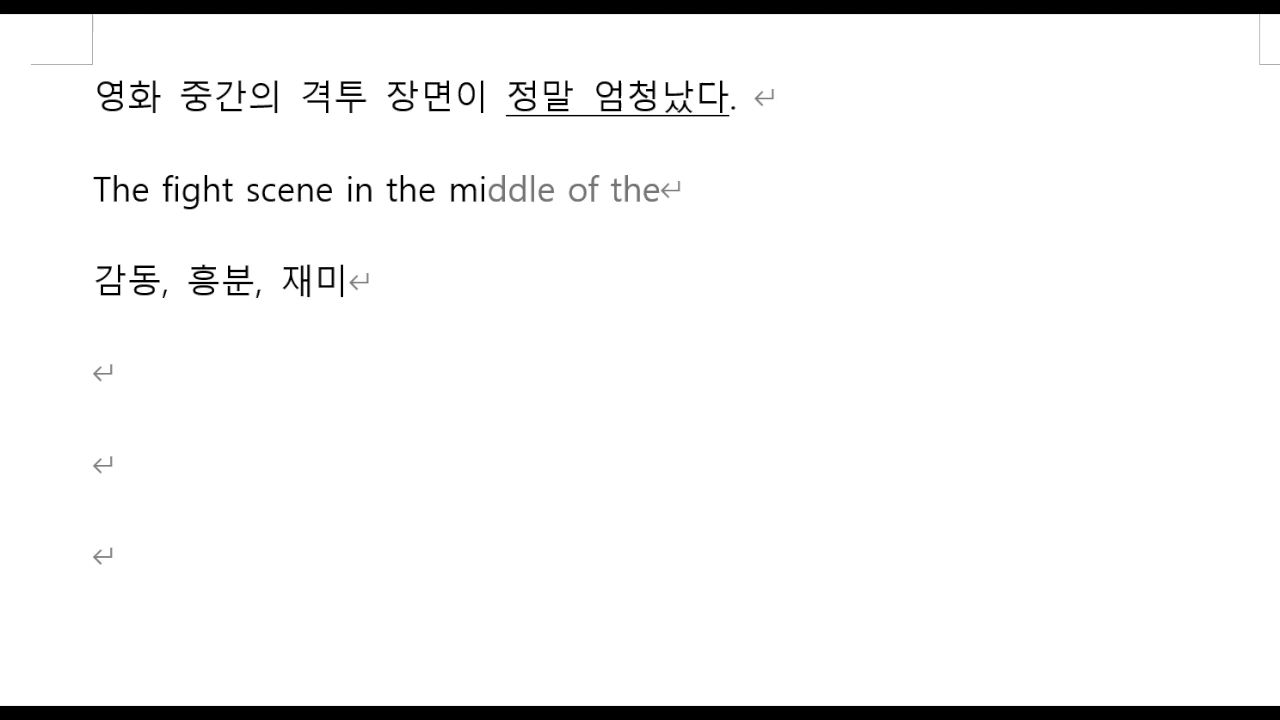 영화 중간의 격투 장면이 정말 엄청났다.
The fight scene in the middle of the
감동, 흥분, 재미